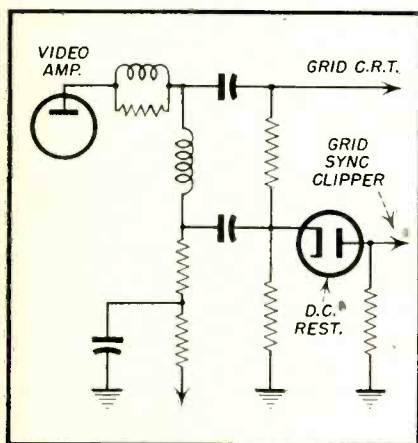 VIDEO
AMP.
GRID C.R.T.
GRID
SYNC
CLIPPER
D.C.
REST.